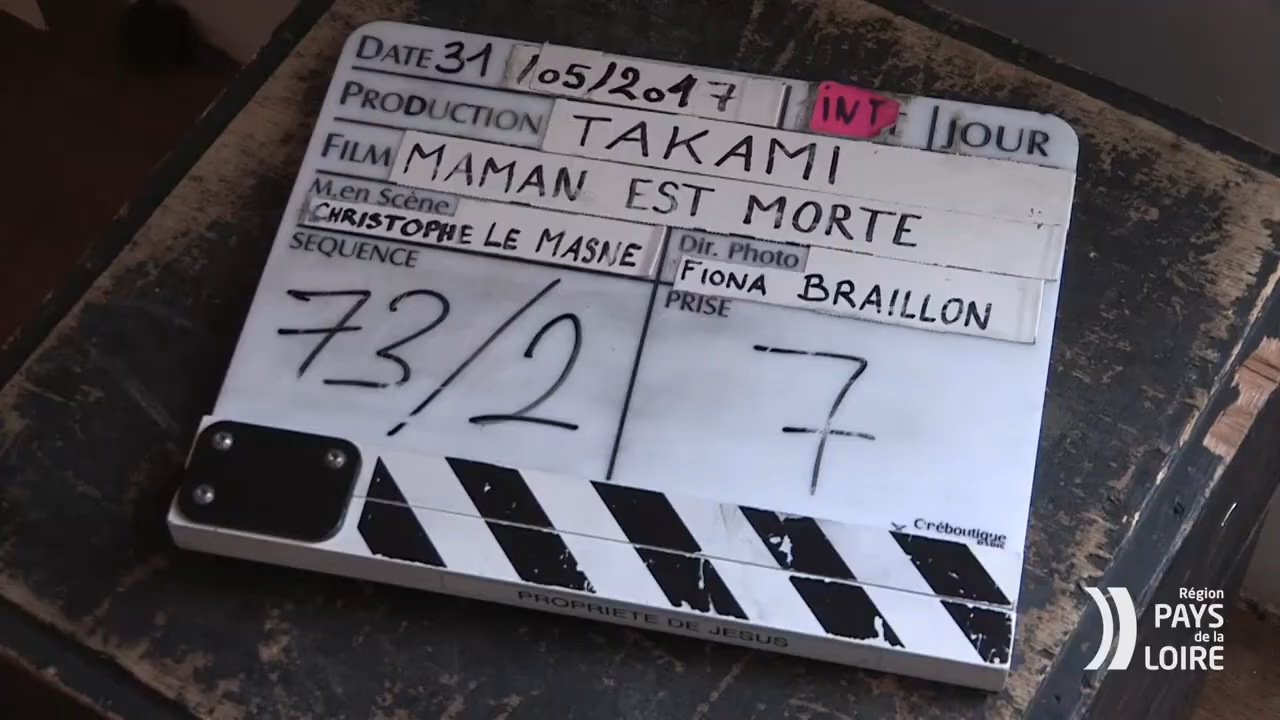 DATE 31/05/2017 INT JOUR
PRODUCTION TAKAMI
FILM MAMAN EST MORTE
M.en Scène Dir. Photo
CHRISTOPHE LE MASNE FIONA BRAILLON
SEQUENCE PRISE
73/2 7
C'réboutique
PROPRIETE DE JESUS
Région
PAYS
de la
LOIRE